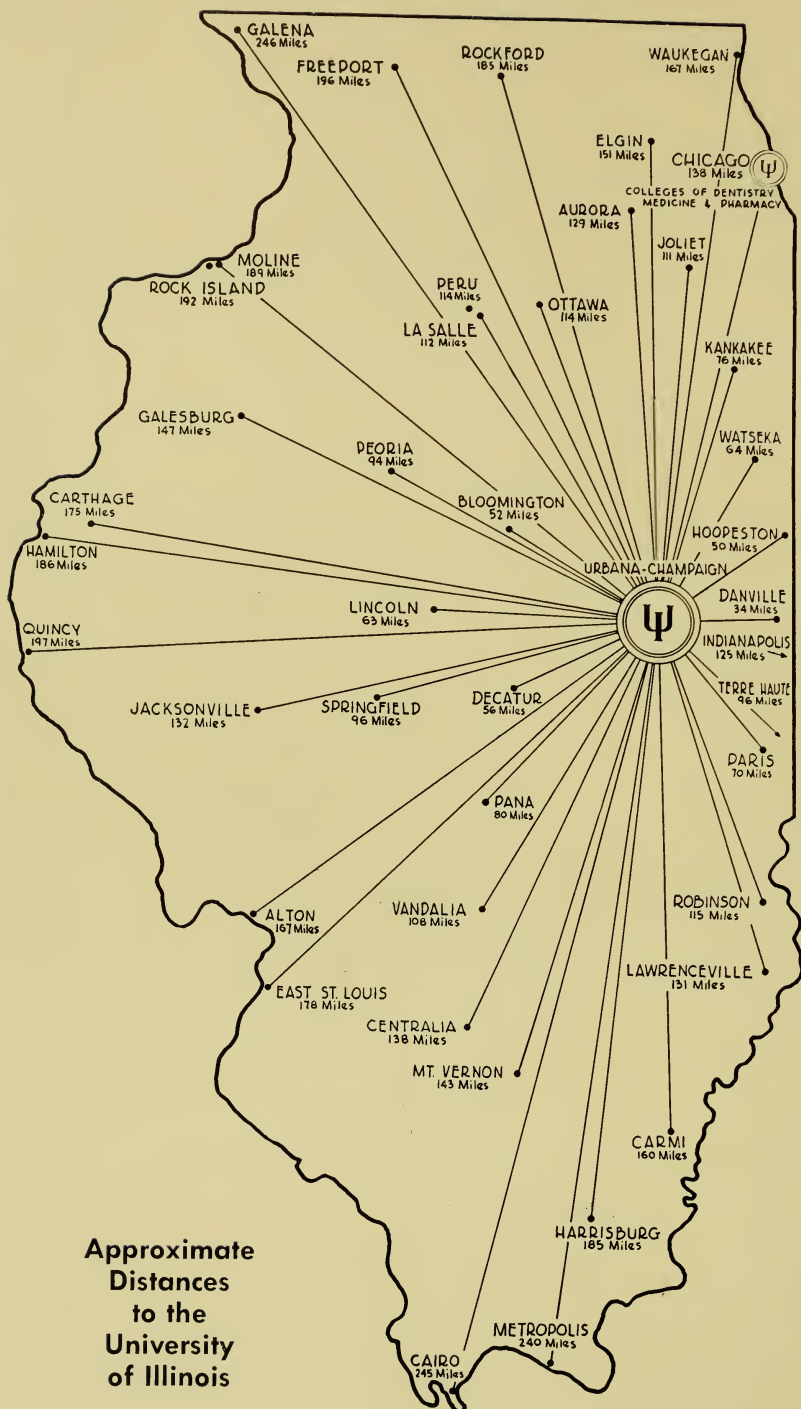 GALENA
246 Miles
FREEPORT
196 Miles
ROCKFORD
185 Miles
WAUKEGAN
167 Miles
ELGIN
151 Miles
CHICAGO
138 Miles
COLLEGES OF DENTISTRY
MEDICINE & PHARMACY
AURORA
129 Miles
JOLIET
111 Miles
MOLINE
189 Miles
ROCK ISLAND
192 Miles
PERU
114 Miles
LA SALLE
112 Miles
OTTAWA
114 Miles
KANKAKEE
76 Miles
GALESBURG
147 Miles
PEORIA
94 Miles
WATSEKA
64 Miles
BLOOMINGTON
52 Miles
CARTHAGE
175 Miles
HAMILTON
186 Miles
HOOPESTON
50 Miles
URBANA-CHAMPAIGN
UI
UI
LINCOLN
63 Miles
DANVILLE
34 Miles
QUINCY
197 Miles
INDIANAPOLIS
125 Miles
JACKSONVILLE
132 Miles
SPRINGFIELD
96 Miles
DECATUR
56 Miles
TERRE HAUTE
96 Miles
PARIS
70 Miles
PANA
80 Miles
ALTON
167 Miles
VANDALIA
108 Miles
ROBINSON
115 Miles
LAWRENCEVILLE
131 Miles
EAST ST. LOUIS
178 Miles
CENTRALIA
138 Miles
MT. VERNON
143 Miles
CARMI
160 Miles
HARRISBURG
185 Miles
METROPOLIS
240 Miles
CAIRO
245 Miles
Approximate
Distances
to the
University
of Illinois